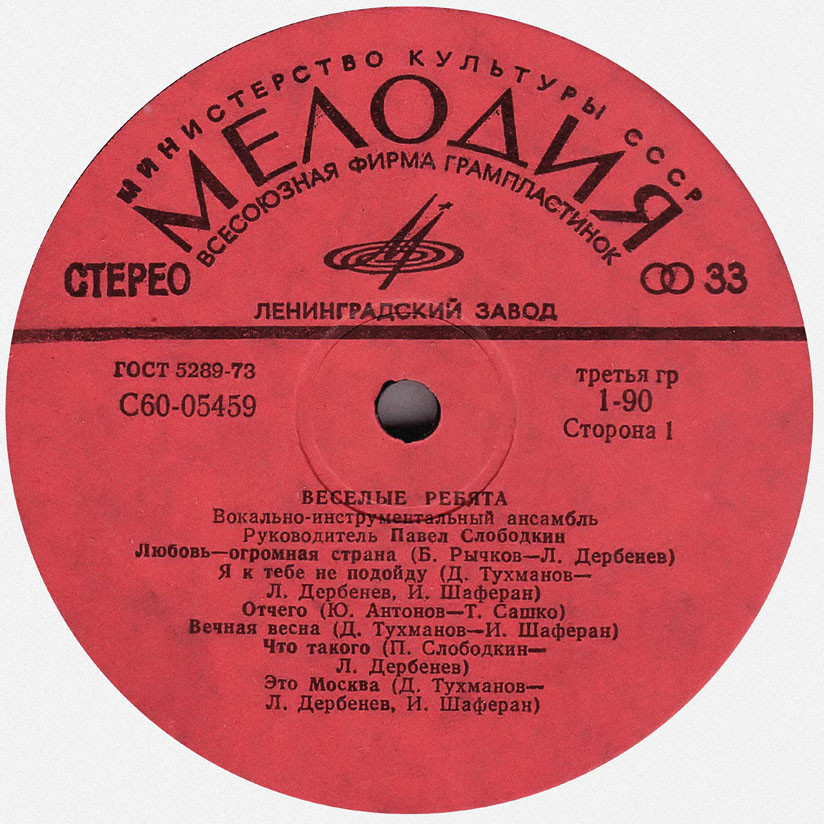 МИНИСТЕРСТВО КУЛЬТУРЫ СССР
МЕЛОДИЯ
ВСЕСОЮЗНАЯ ФИРМА ГРАМПЛАСТИНОК
СТЕРЕО
33
ЛЕНИНГРАДСКИЙ ЗАВОД
ГОСТ 5289-73
третья гр
С60-05459
1-90
Сторона 1
ВЕСЕЛЫЕ РЕБЯТА
Вокально-инструментальный ансамбль
Руководитель Павел Слободкин
Любовь—огромная страна (Б. Рычков—Л. Дербенев)
Я к тебе не подойду (Д. Тухманов—
Л. Дербенев, И. Шаферан)
Отчего (Ю. Антонов—Т. Сашко)
Вечная весна (Д. Тухманов—И. Шаферан)
Что такого (П. Слободкин—
Л. Дербенев)
Это Москва (Д. Тухманов—
Л. Дербенев, И. Шаферан)